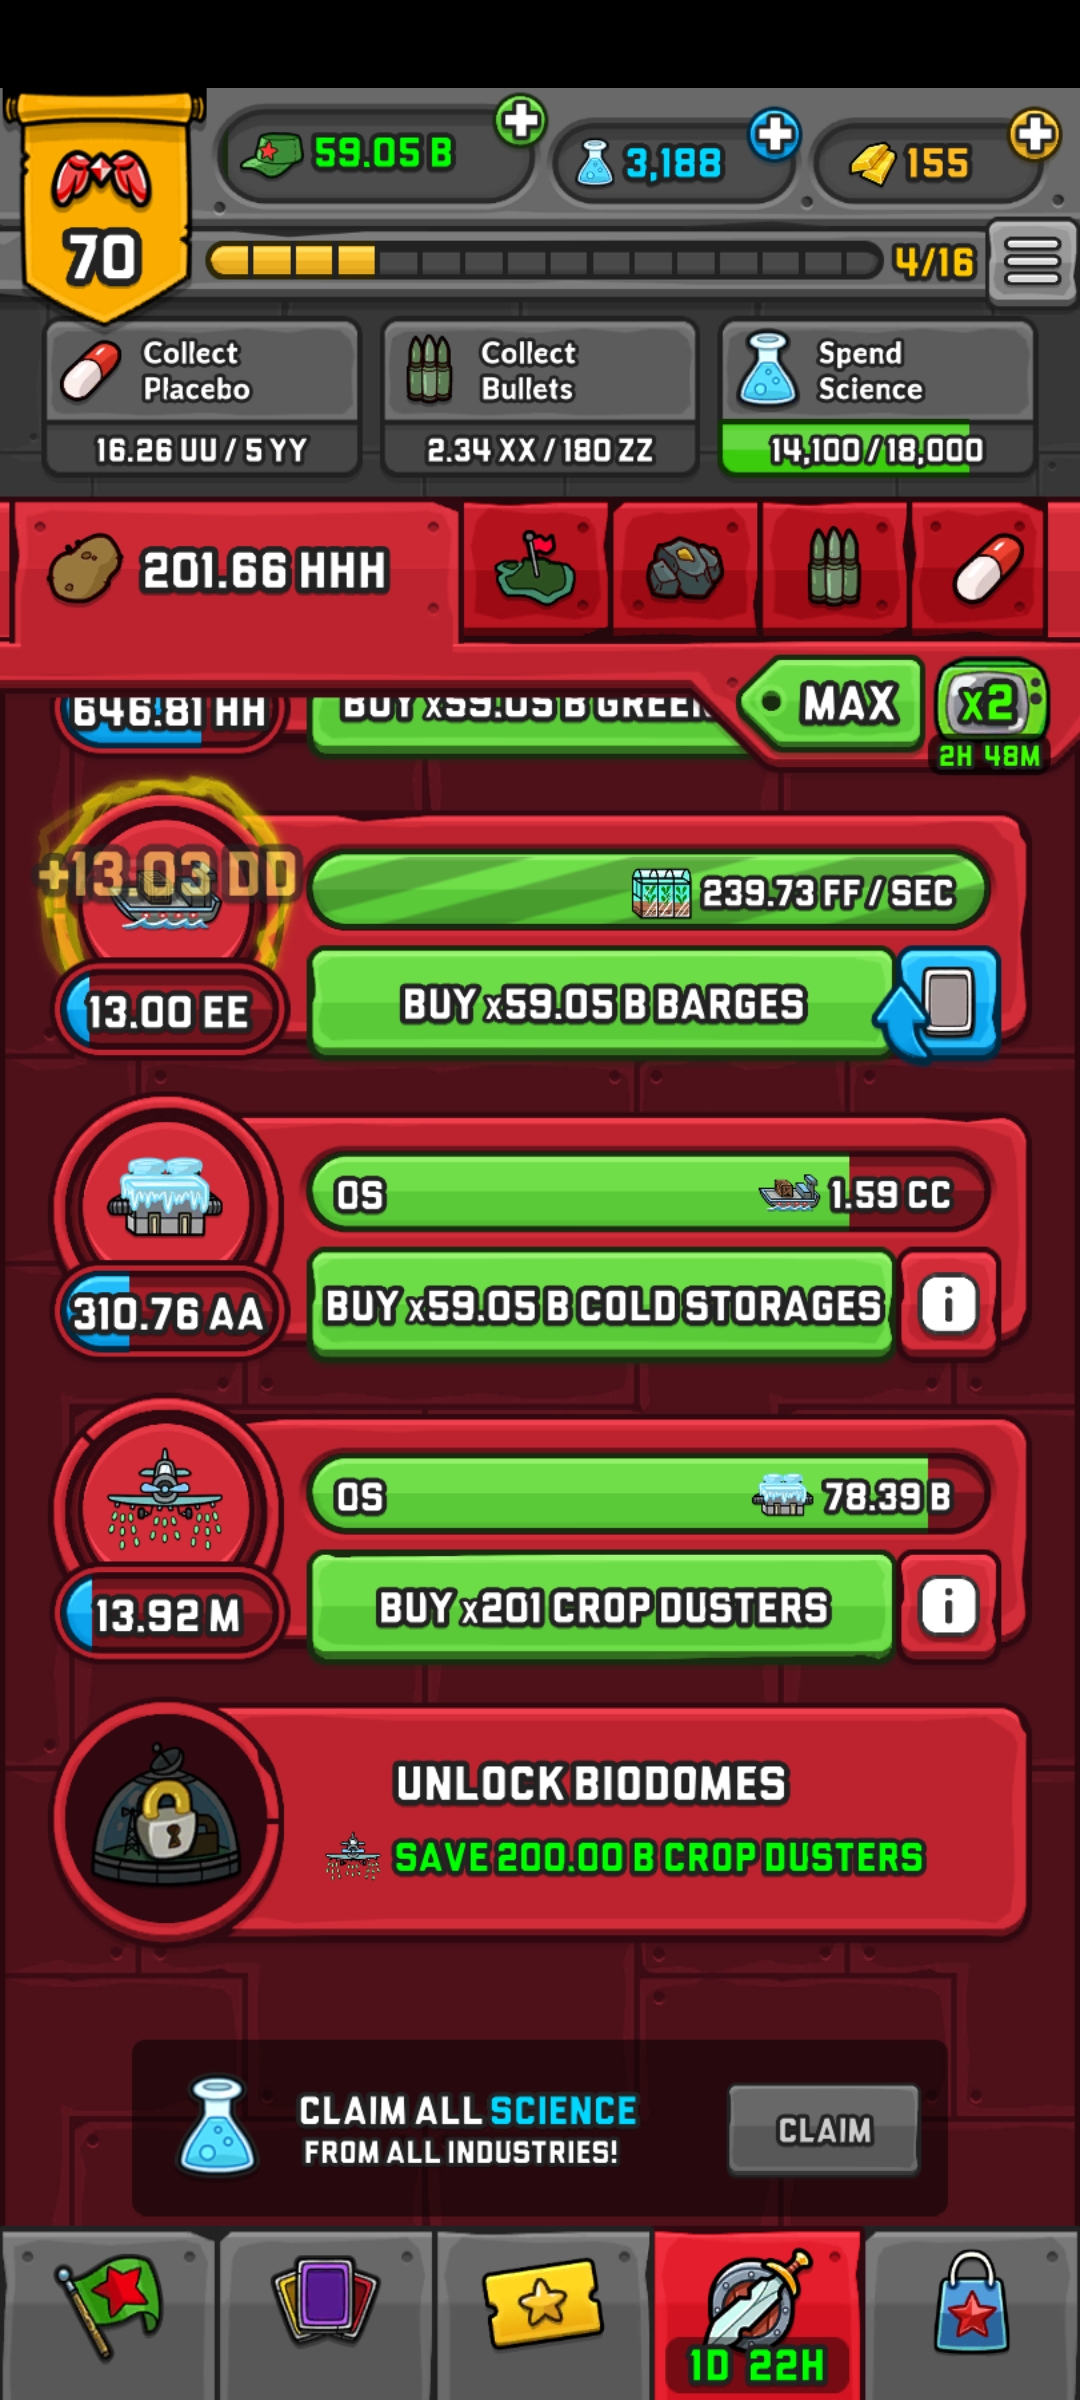 59.05 B
3,188
155
70
4/16
Collect
Placebo
16.26 UU / 5 YY
Collect
Bullets
2.34 XX / 180 ZZ
Spend
Science
14,100 / 18,000
201.66 HHH
MAX
x2
2H 48M
646.81 HH
BUY x59.05 B GREEN
+13.03 DD
239.73 FF / SEC
13.00 EE
BUY x59.05 B BARGES
0S
1.59 CC
310.76 AA
BUY x59.05 B COLD STORAGES
i
0S
78.39 B
13.92 M
BUY x201 CROP DUSTERS
i
UNLOCK BIODOMES
SAVE 200.00 B CROP DUSTERS
CLAIM ALL SCIENCE
FROM ALL INDUSTRIES!
CLAIM
1D 22H